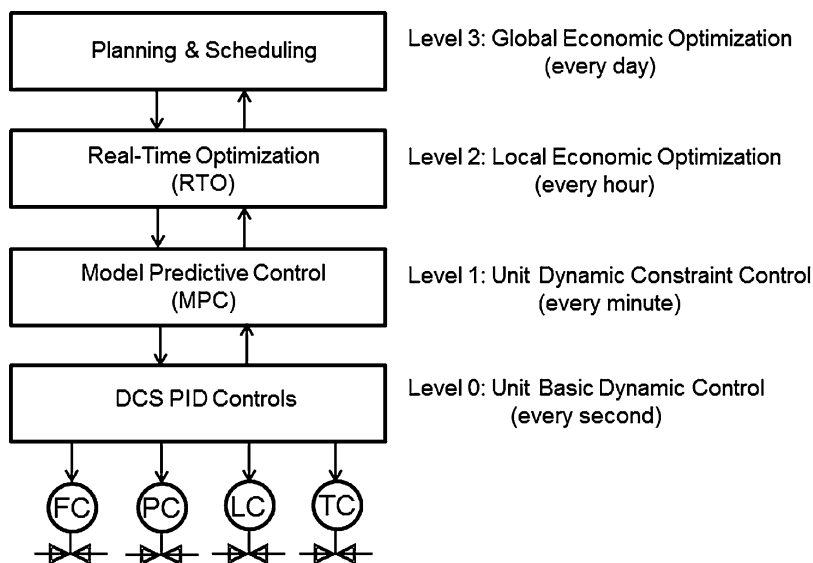 Planning & Scheduling
Level 3: Global Economic Optimization
(every day)
Real-Time Optimization
(RTO)
Level 2: Local Economic Optimization
(every hour)
Model Predictive Control
(MPC)
Level 1: Unit Dynamic Constraint Control
(every minute)
DCS PID Controls
Level 0: Unit Basic Dynamic Control
(every second)
FC PC LC TC